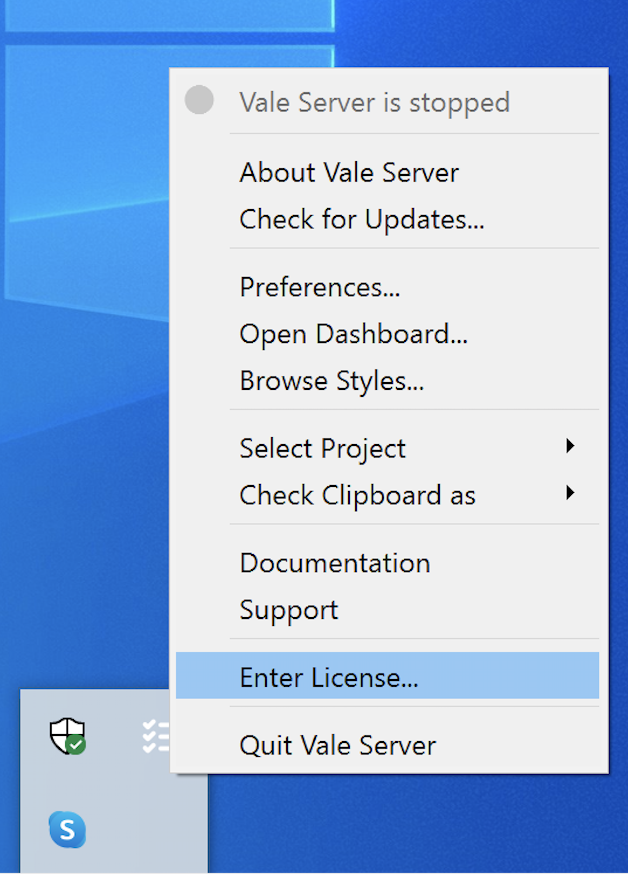 Vale Server is stopped
About Vale Server
Check for Updates...
Preferences...
Open Dashboard...
Browse Styles...
Select Project
Check Clipboard as
Documentation
Support
Enter License...
Quit Vale Server
S